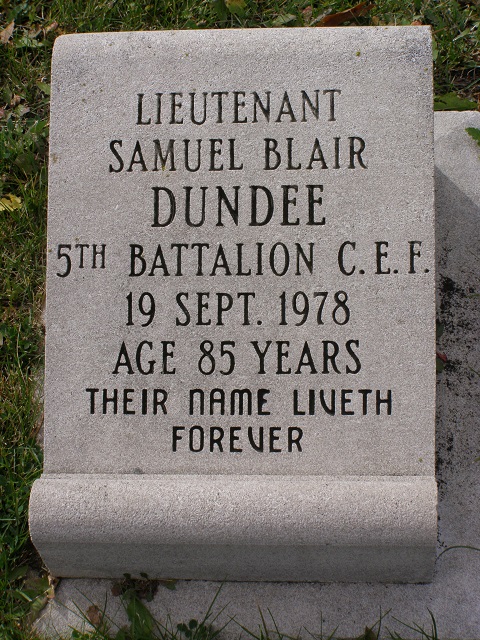 LIEUTENANT
SAMUEL BLAIR
DUNDEE
5TH BATTALION C.E.F.
19 SEPT. 1978
AGE 85 YEARS
THEIR NAME LIVETH
FOREVER